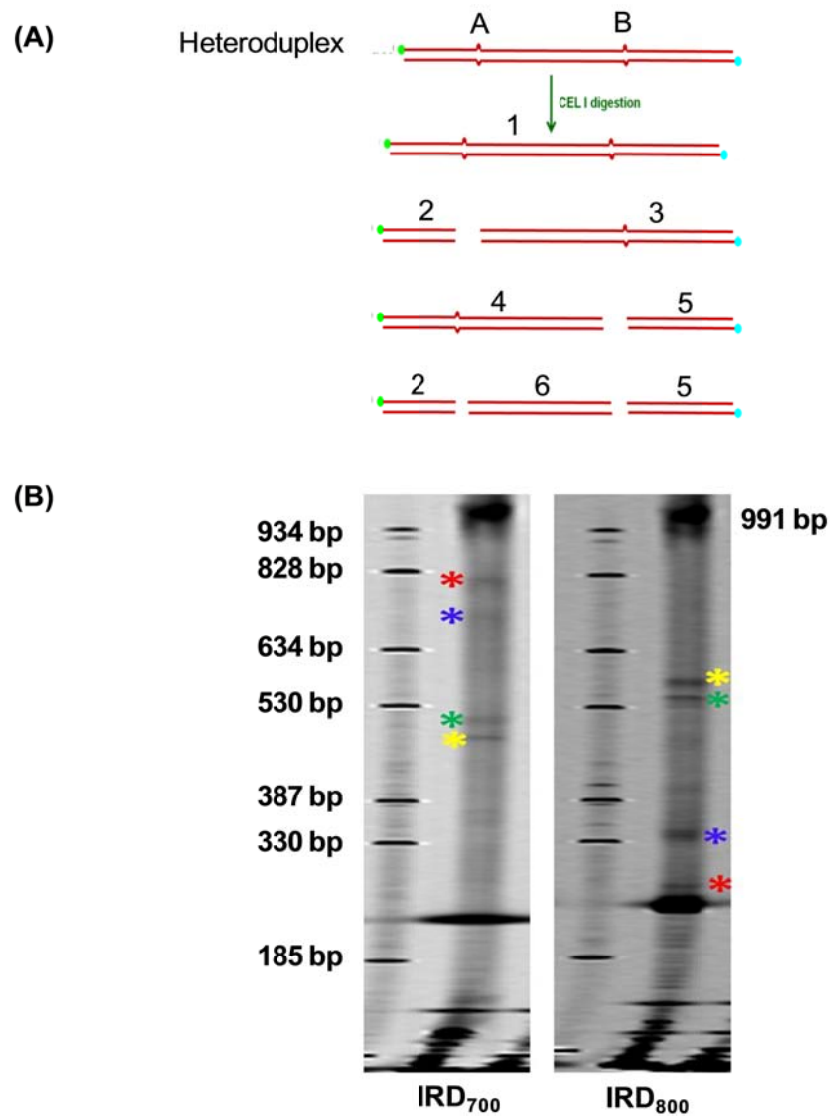 (A)
Heteroduplex
A B
CEL I digestion
1
2 3
4 5
2 6 5
(B)
934 bp
991 bp
828 bp
634 bp
530 bp
387 bp
330 bp
185 bp
IRD700 IRD800